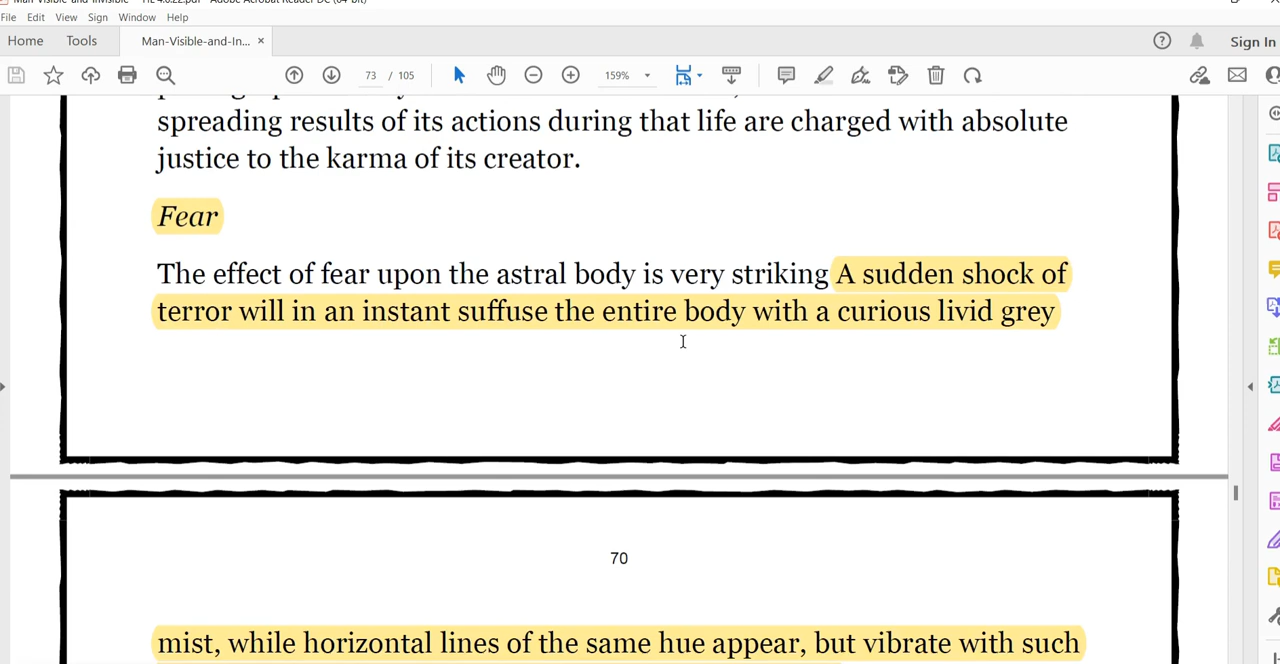 File Edit View Sign Window Help
Home Tools Man-Visible-and-In... × Sign In
73 / 105 159%
spreading results of its actions during that life are charged with absolute
justice to the karma of its creator.
Fear
The effect of fear upon the astral body is very striking A sudden shock of
terror will in an instant suffuse the entire body with a curious livid grey
70
mist, while horizontal lines of the same hue appear, but vibrate with such